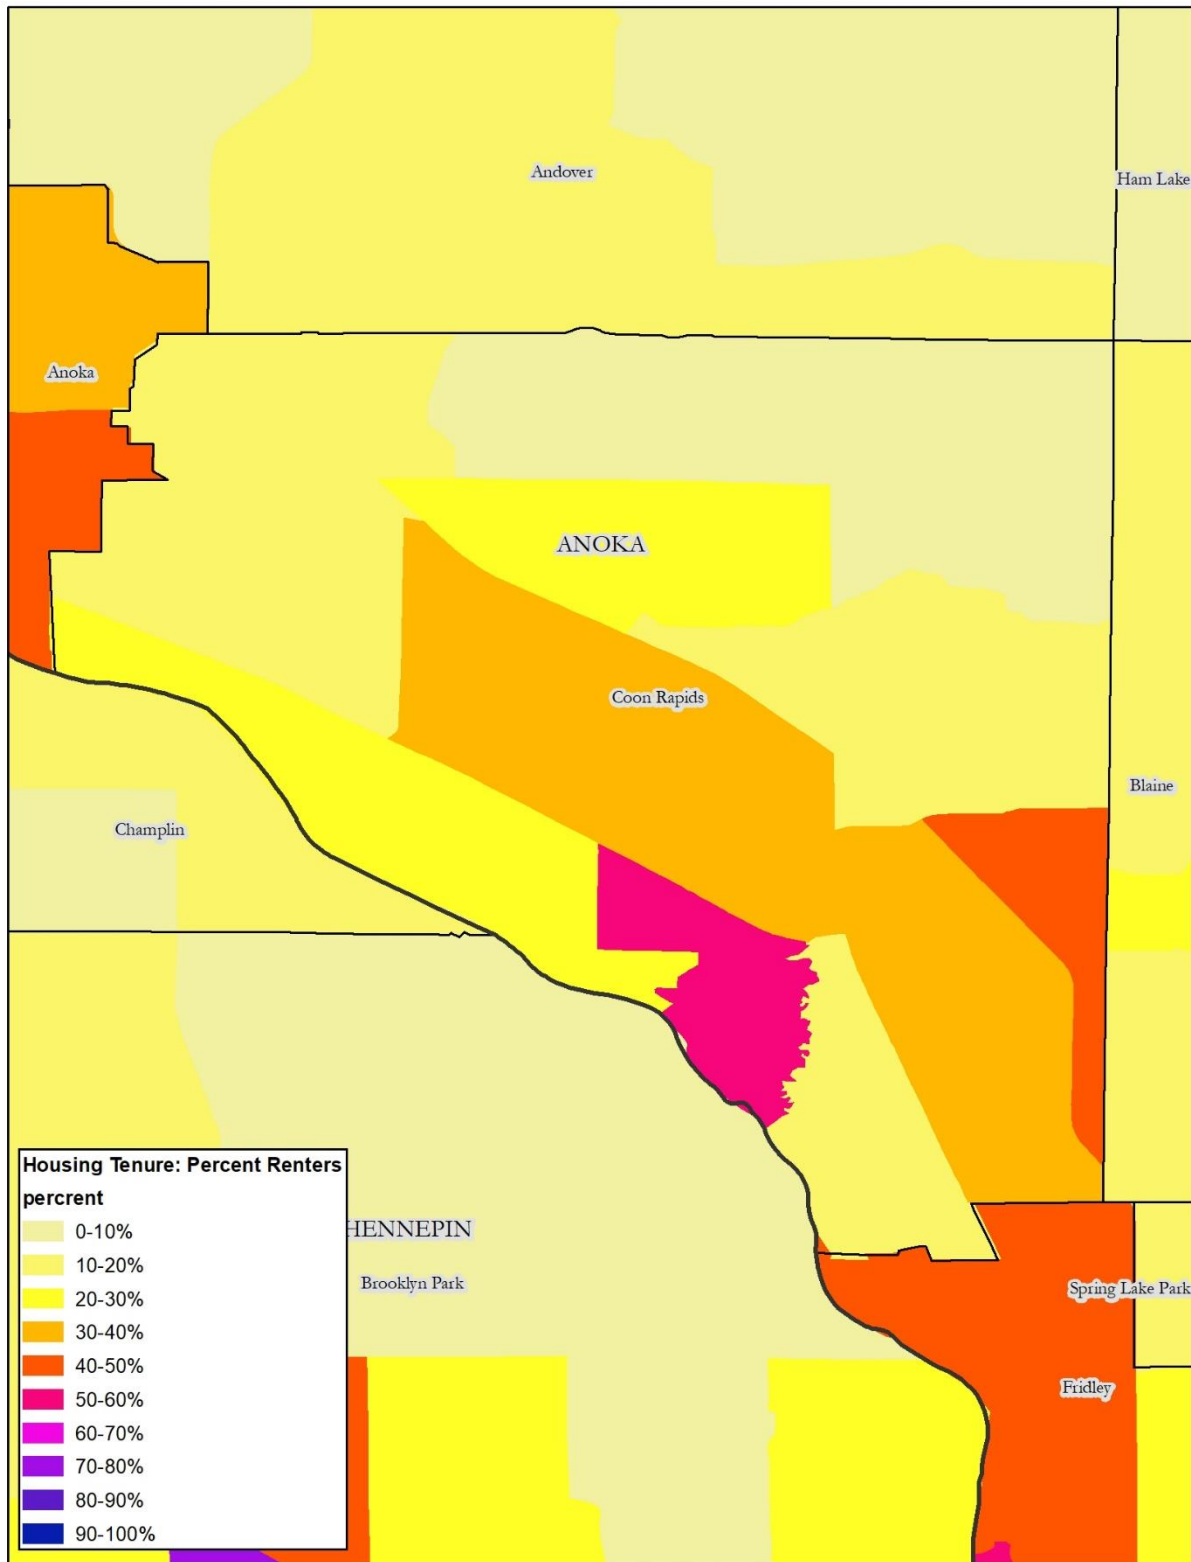 Andover
Ham Lake
Anoka
ANOKA
Coon Rapids
Blaine
Champlin
Housing Tenure: Percent Renters
percrent
0-10%
10-20%
20-30%
30-40%
40-50%
50-60%
60-70%
70-80%
80-90%
90-100%
HENNEPIN
Brooklyn Park
Spring Lake Park
Fridley